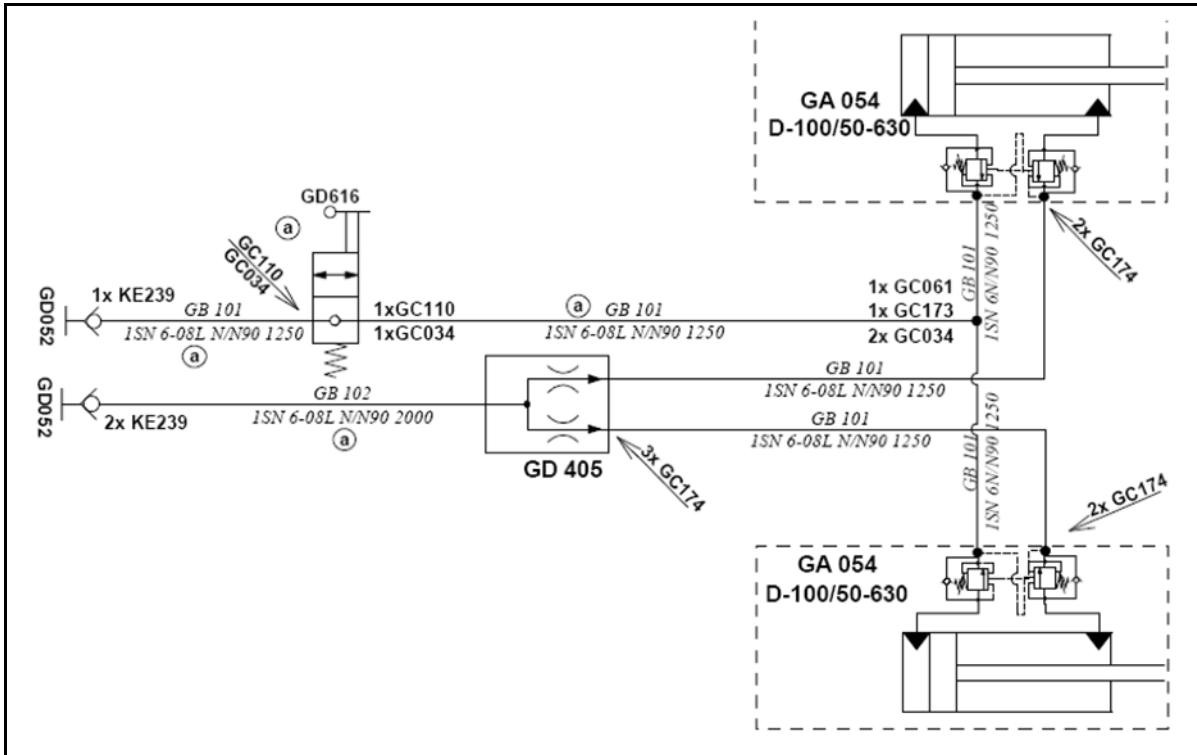 GA 054
D-100/50-630
GD616
a
GC110
GC034
2x GC174
GB 101
1SN 6N/N90 1250
GD052
1x KE239
GB 101
1SN 6-08L N/N90 1250
a
1xGC110
1xGC034
a
GB 101
1SN 6-08L N/N90 1250
1x GC061
1x GC173
2x GC034
GD052
2x KE239
GB 102
1SN 6-08L N/N90 2000
a
GD 405
3x GC174
GB 101
1SN 6-08L N/N90 1250
GB 101
1SN 6-08L N/N90 1250
GB 101
1SN 6N/N90 1250
2x GC174
GA 054
D-100/50-630